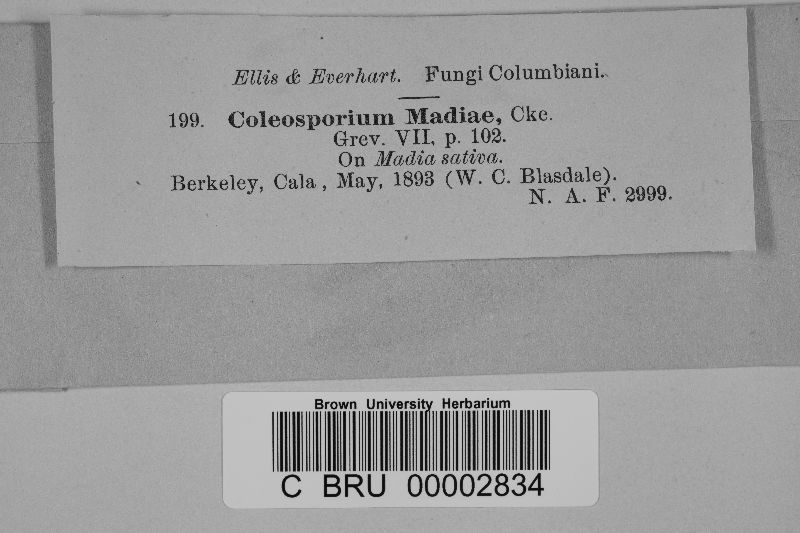 Ellis & Everhart. Fungi Columbiani.
199. Coleosporium Madiae, Cke.
Grev. VII, p. 102.
On Madia sativa.
Berkeley, Cala , May, 1893 (W. C. Blasdale).
N. A. F. 2999.
Brown University Herbarium
C BRU 00002834